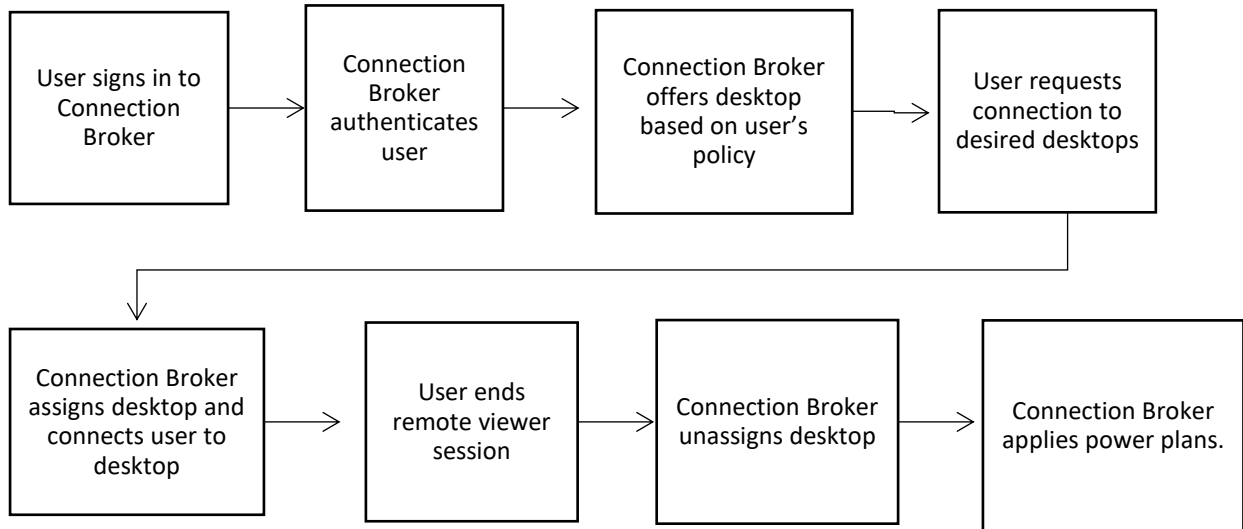 User signs in to
Connection
Broker
Connection
Broker
authenticates
user
Connection Broker
offers desktop
based on user’s
policy
User requests
connection to
desired desktops
Connection Broker
assigns desktop and
connects user to
desktop
User ends
remote viewer
session
Connection Broker
unassigns desktop
Connection Broker
applies power plans.